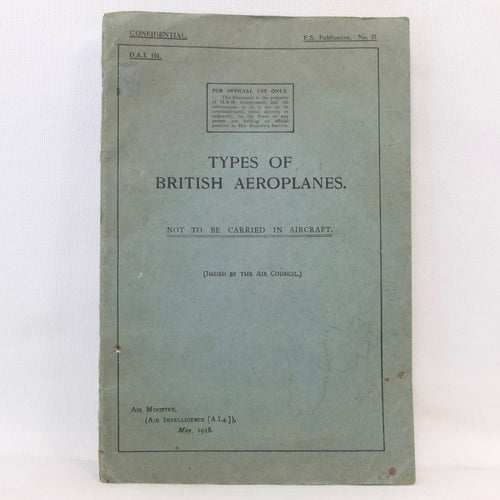 CONFIDENTIAL.
F.S. Publication, No. 21.
D.A.I. 101.
FOR OFFICIAL USE ONLY.
This Document is the property
of H.B.M. Government, and the
information in it is not to be
communicated, either directly or
indirectly, to the Press or any
person not holding an official
position in His Majesty's Service.
TYPES OF
BRITISH AEROPLANES.
NOT TO BE CARRIED IN AIRCRAFT.
(ISSUED BY THE AIR COUNCIL.)
AIR MINISTRY,
(AIR INTELLIGENCE [A.I.4.]),
May, 1918.